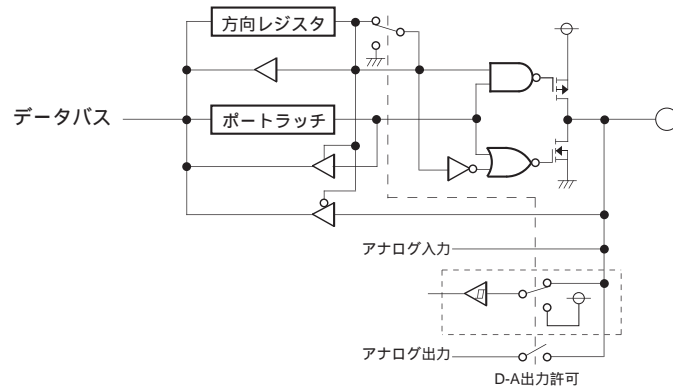 方向レジスタ
データバス
ポートラッチ
アナログ入力
アナログ出力
D-A出力許可